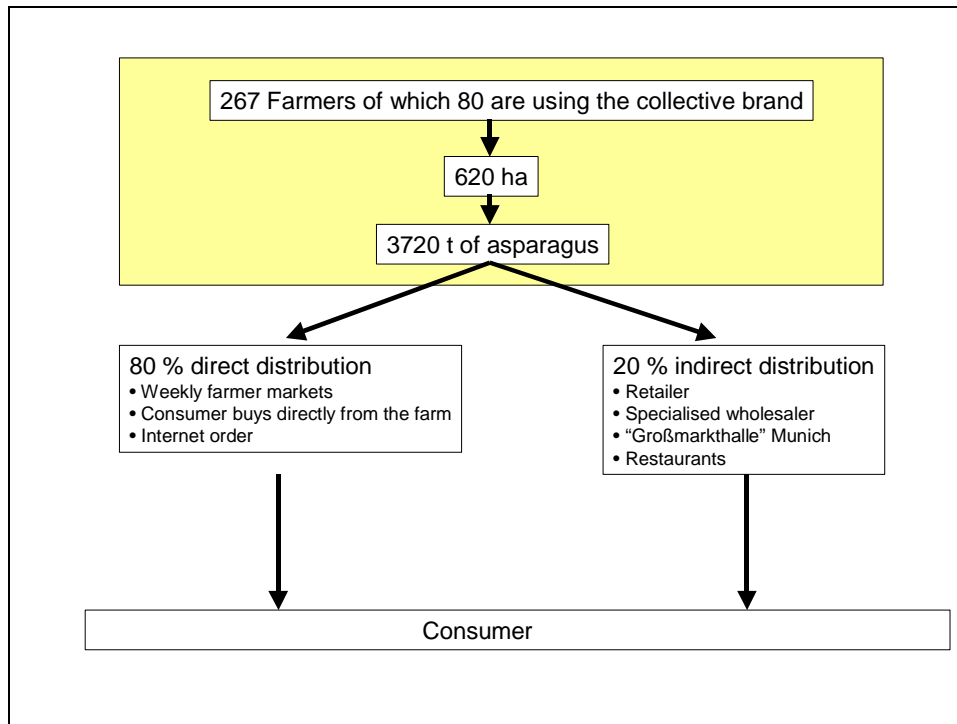 267 Farmers of which 80 are using the collective brand
620 ha
3720 t of asparagus
80 % direct distribution
• Weekly farmer markets
• Consumer buys directly from the farm
• Internet order
20 % indirect distribution
• Retailer
• Specialised wholesaler
• “Großmarkthalle” Munich
• Restaurants
Consumer